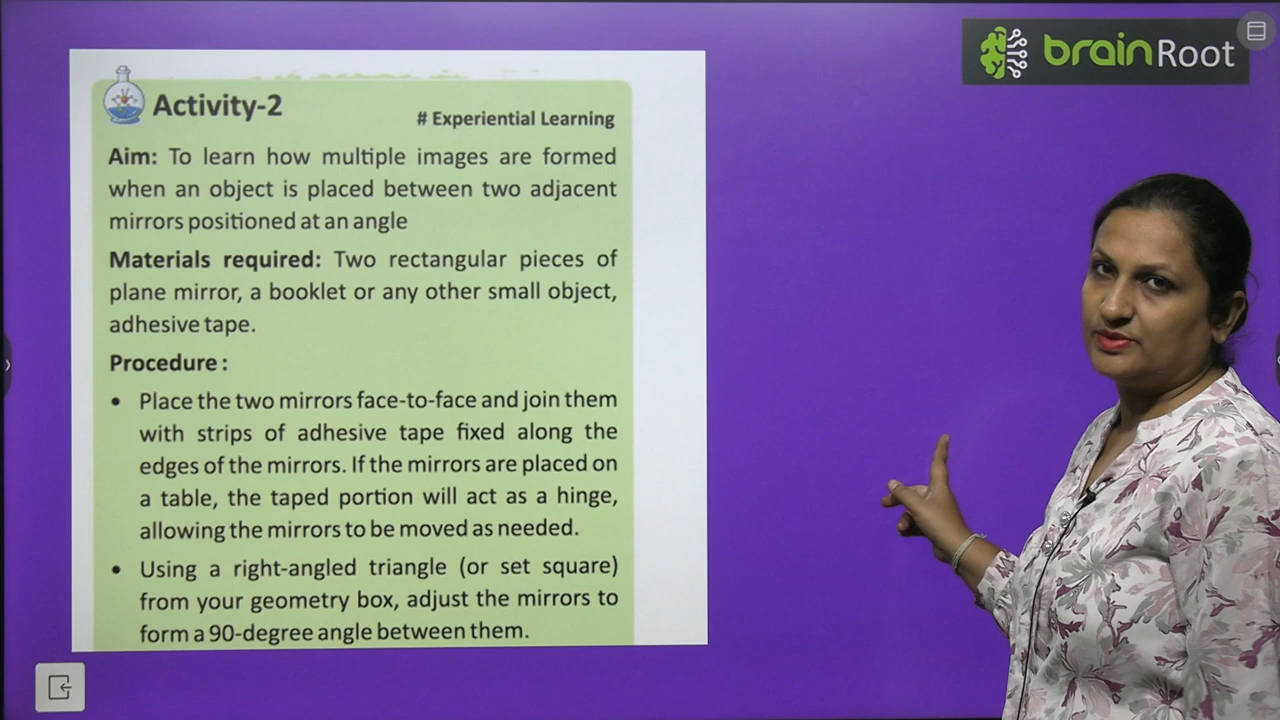 brainRoot
Activity-2
# Experiential Learning
Aim: To learn how multiple images are formed
when an object is placed between two adjacent
mirrors positioned at an angle
Materials required: Two rectangular pieces of
plane mirror, a booklet or any other small object,
adhesive tape.
Procedure :
• Place the two mirrors face-to-face and join them
with strips of adhesive tape fixed along the
edges of the mirrors. If the mirrors are placed on
a table, the taped portion will act as a hinge,
allowing the mirrors to be moved as needed.
• Using a right-angled triangle (or set square)
from your geometry box, adjust the mirrors to
form a 90-degree angle between them.